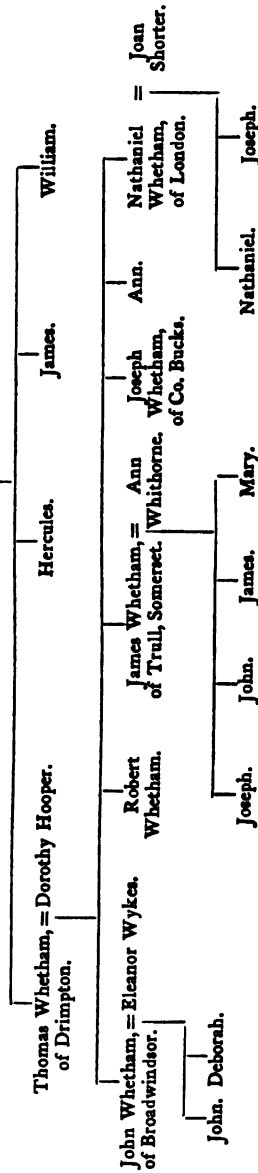 Thomas Whetham, = Dorothy Hooper.
of Drimpton.
Hercules.
James.
William.
John Whetham, = Eleanor Wykes.
of Broadwindsor.
Robert
Whetham.
James Whetham, = Ann
of Trull, Somerset. Whithorne.
Joseph
Whetham,
of Co. Bucks.
Ann.
Nathaniel
Whetham,
of London.
= Joan
Shorter.
John. Deborah.
Joseph. John. James. Mary.
Nathaniel. Joseph.